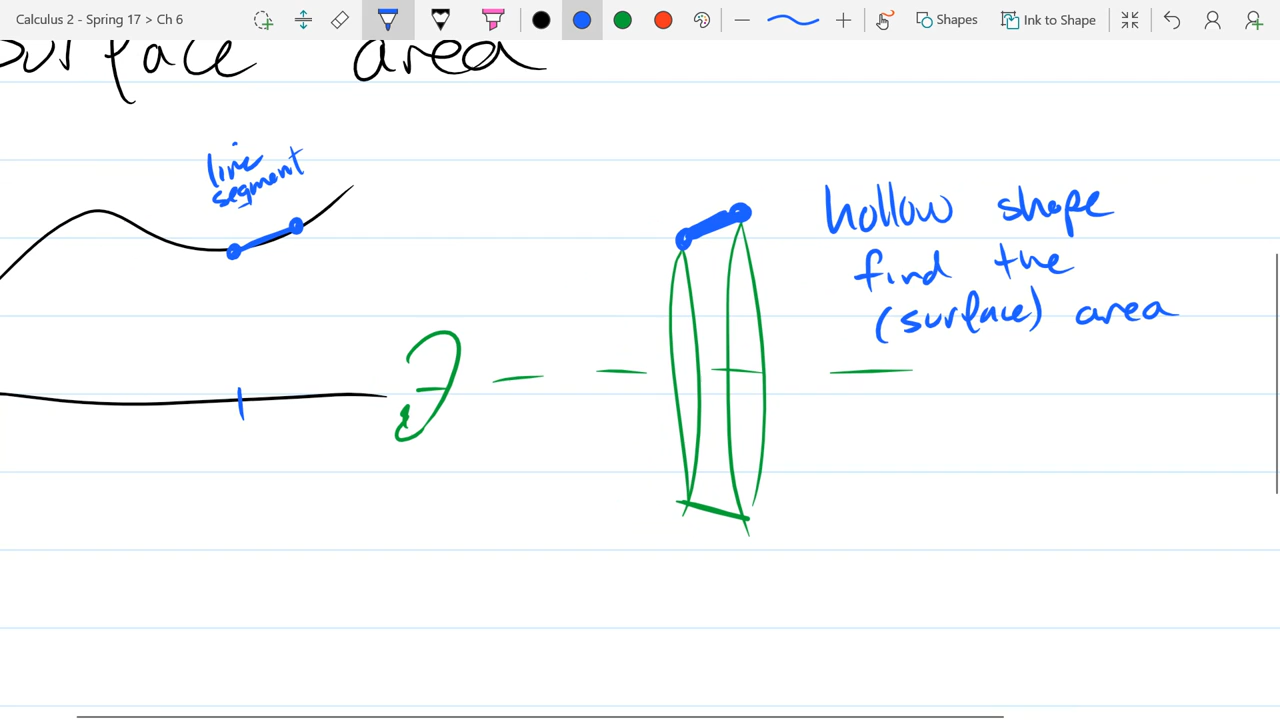 Calculus 2 - Spring 17 > Ch 6
Shapes
Ink to Shape
surface area
line
segment
hollow shape
find the
(surface) area